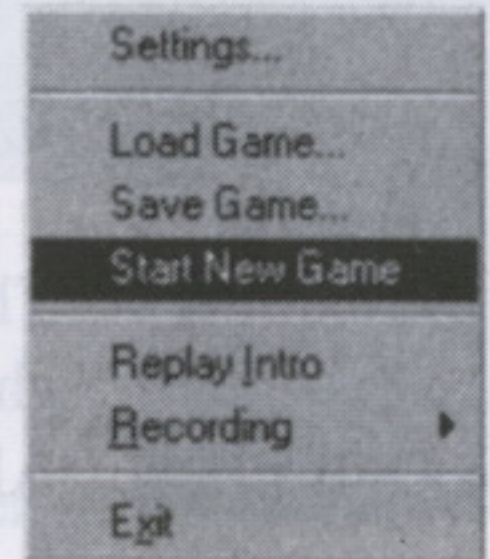 Settings...
Load Game...
Save Game...
Start New Game
Replay Intro
Recording
Exit